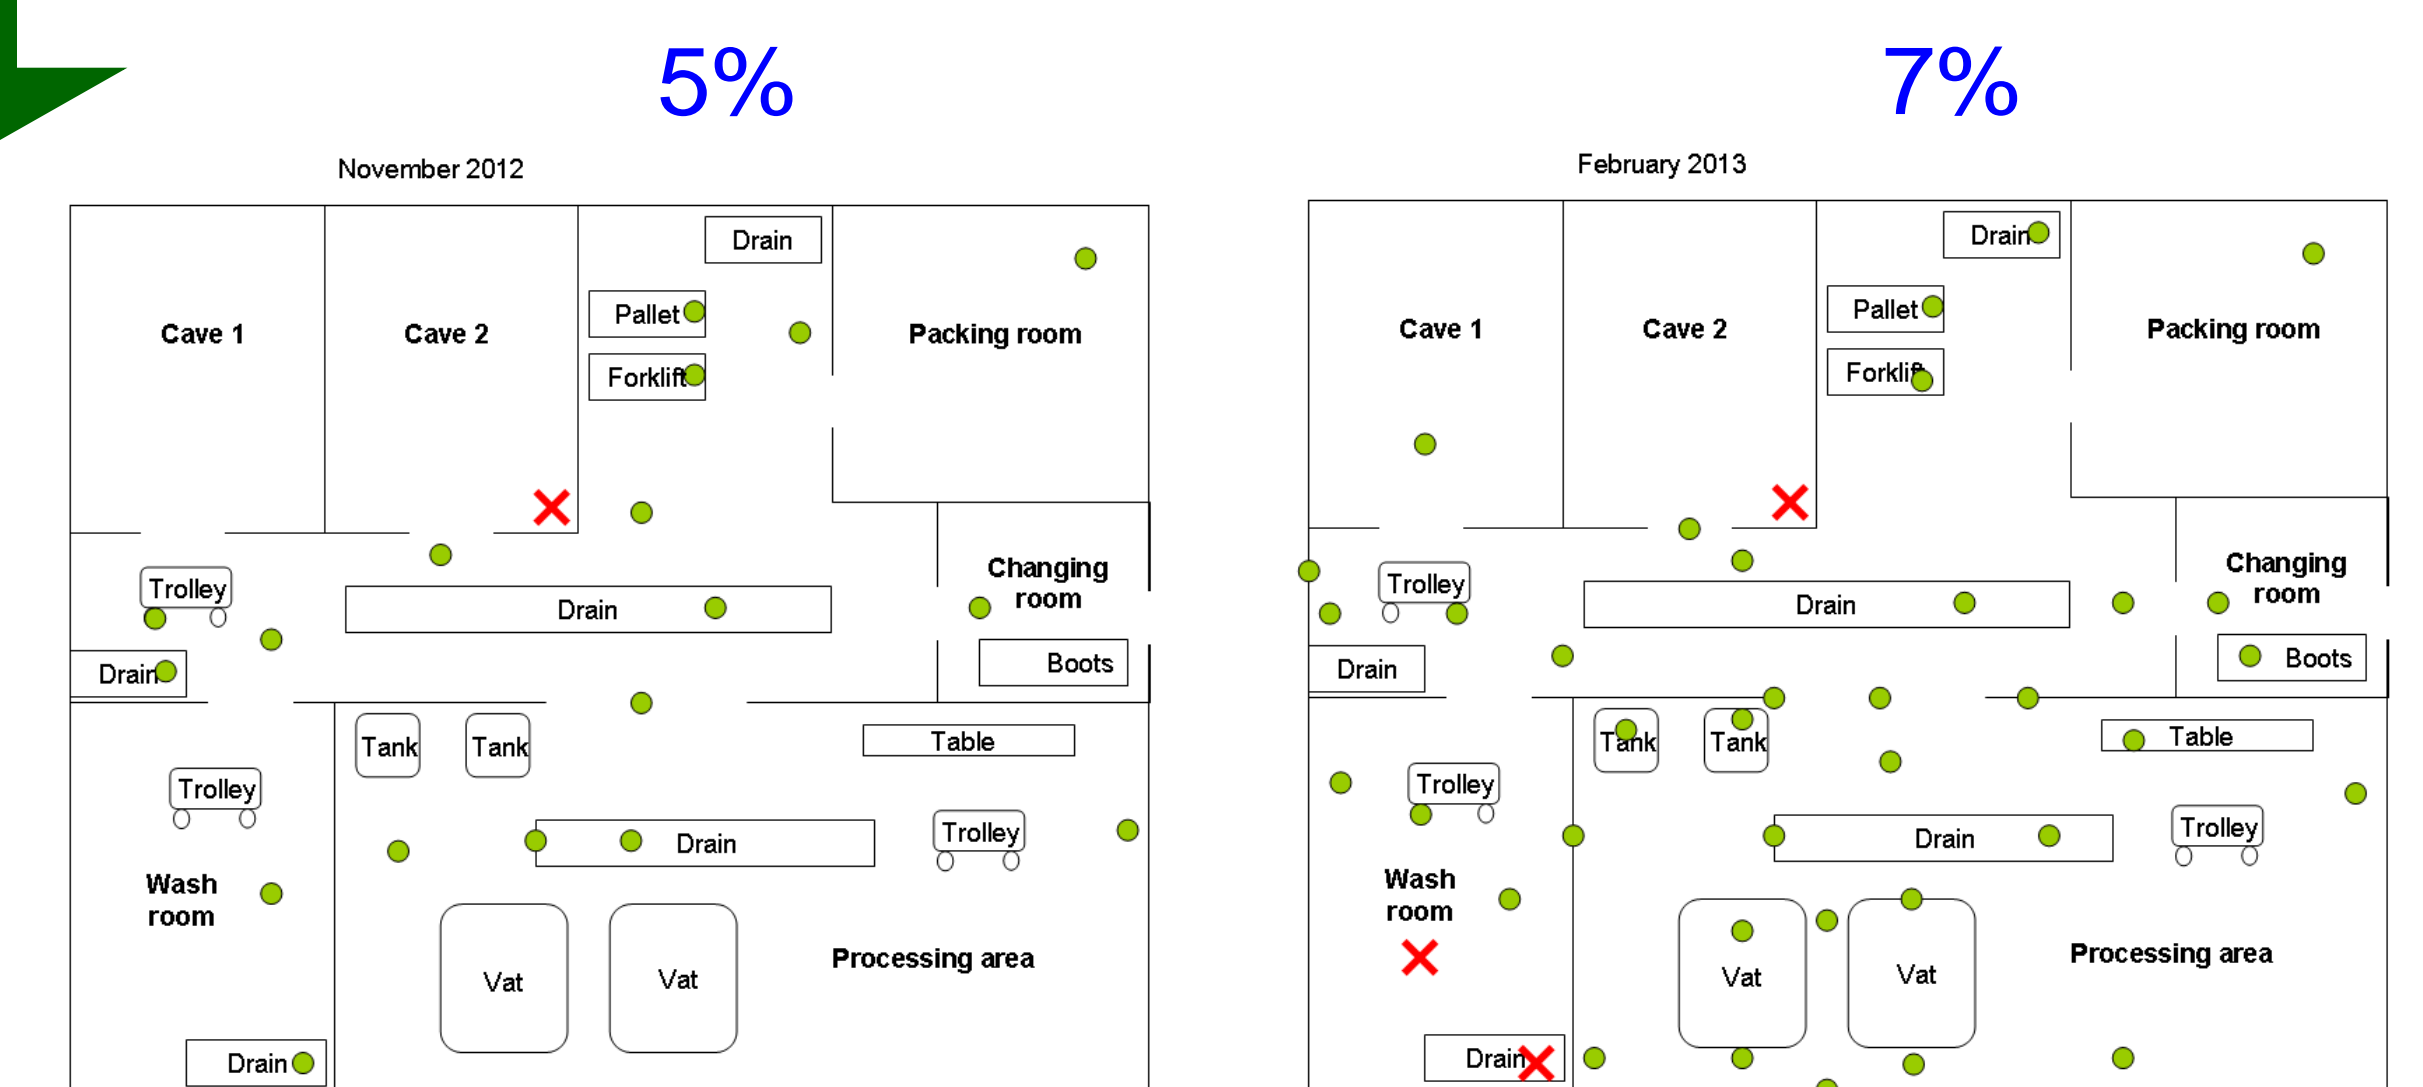 5%
7%
November 2012
Drain
Pallet
Cave 1
Cave 2
Packing room
Forklift
Changing
room
Trolley
Drain
Boots
Drain
Tank
Tank
Table
Trolley
Trolley
Drain
Wash
room
Vat
Vat
Processing area
Drain
February 2013
Drain
Pallet
Cave 1
Cave 2
Packing room
Forklift
Changing
room
Trolley
Drain
Boots
Drain
Tank
Tank
Table
Trolley
Trolley
Drain
Wash
room
Vat
Vat
Processing area
Drain